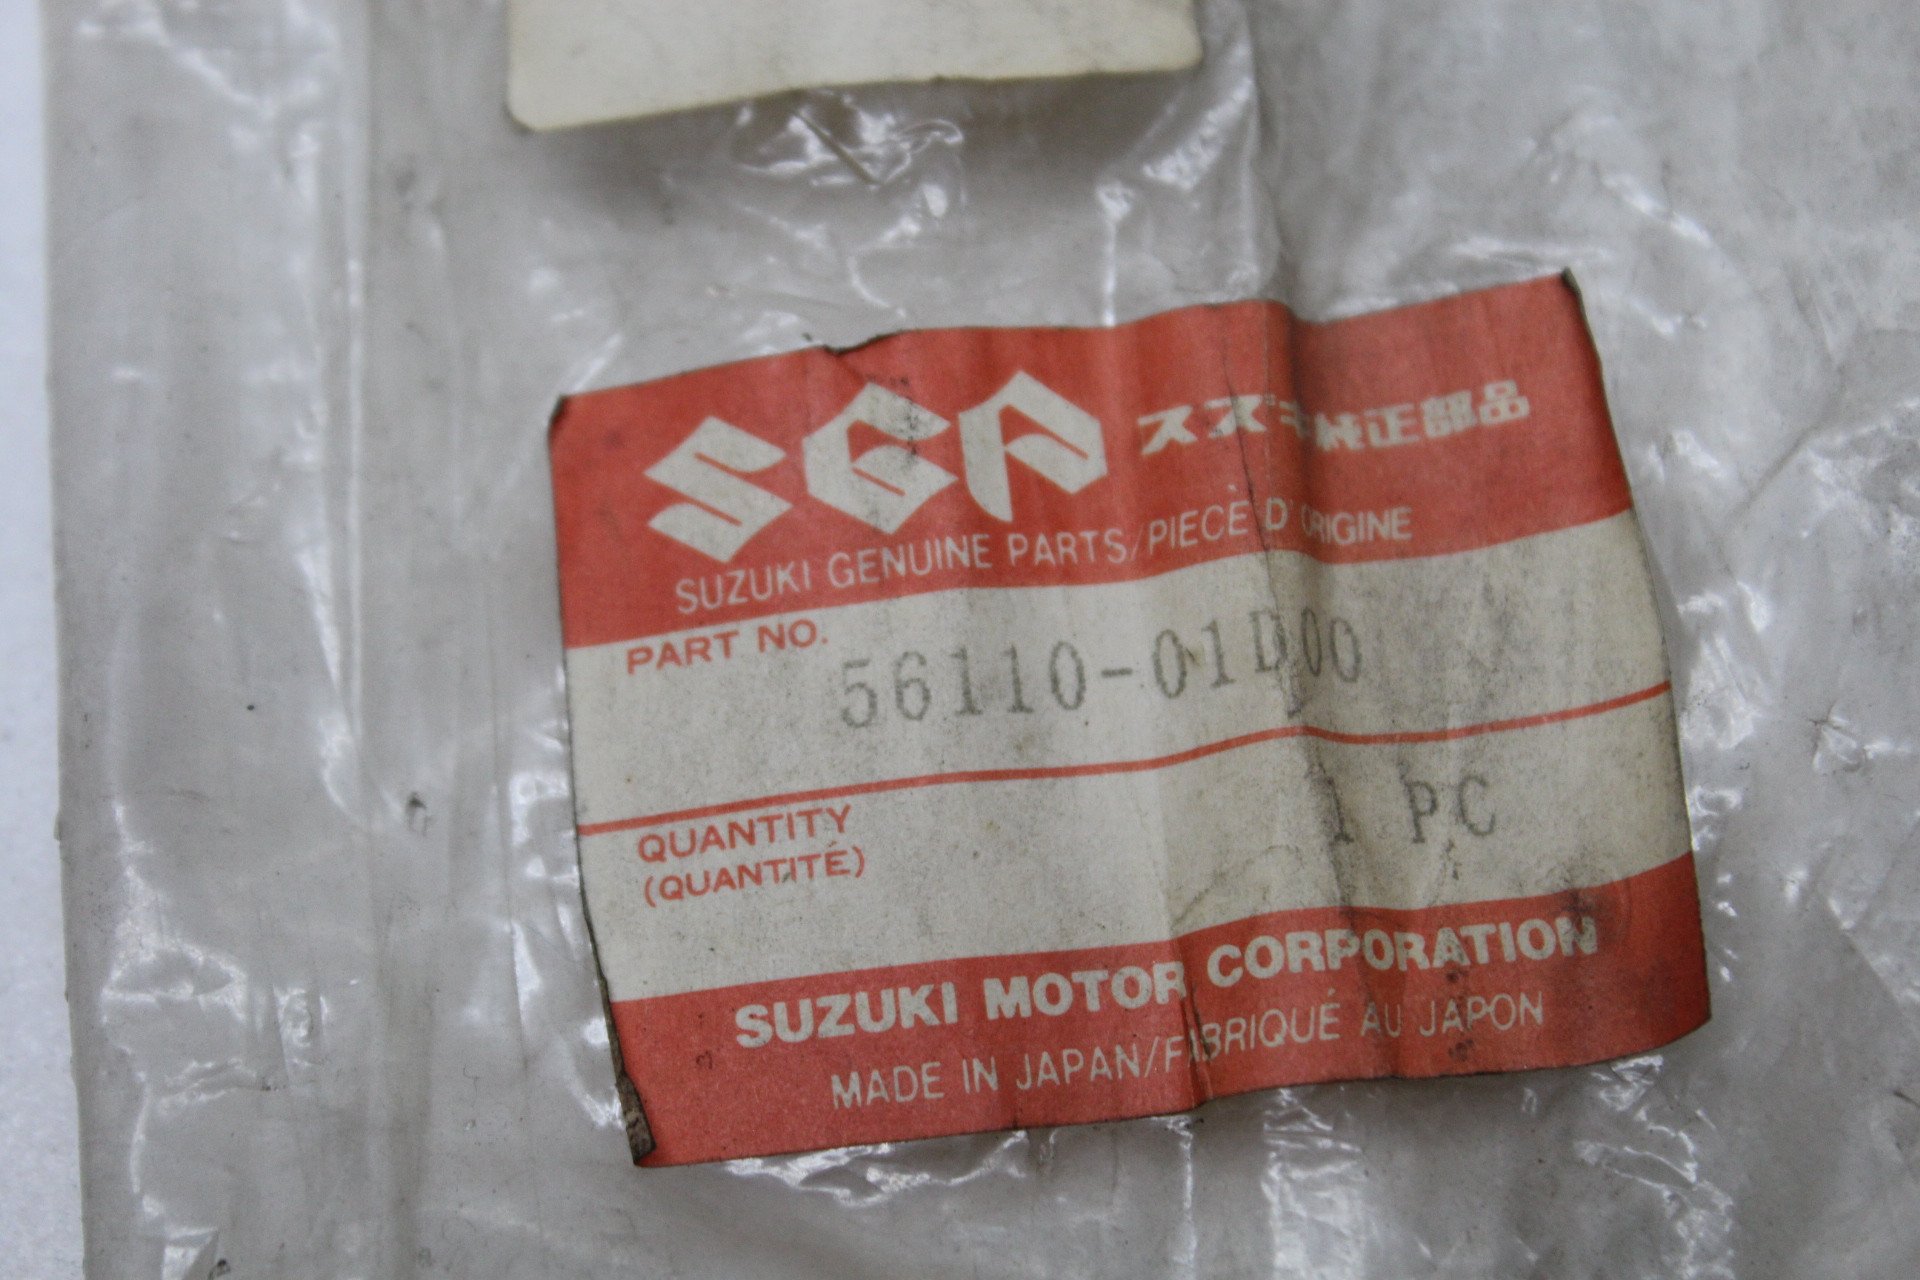 SGP スズキ純正部品
SUZUKI GENUINE PARTS/PIECÈ D'ORIGINE
PART NO.
56110-01D00
QUANTITY
1 PC
(QUANTITÉ)
SUZUKI MOTOR CORPORATION
MADE IN JAPAN/FABRIQUÉ AU JAPON